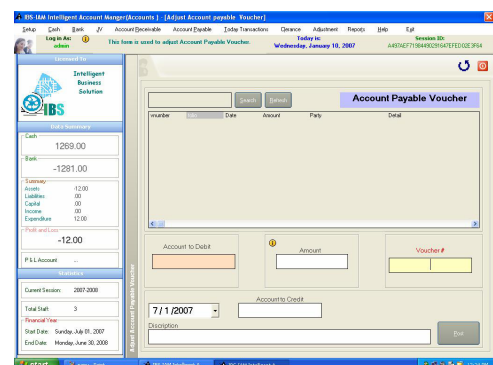 IBS-IAM Intelligent Account Manger(Accounts ) - [Adjust Account payable Voucher]
Setup Cash Bank JV Account Receivable Account Payable Today Transactions Clerance Adjustment Reports Help Exit
Log in As: Today is: Session ID:
admin This form is used to adjust Account Payable Voucher. Wednesday, January 10, 2007
Licensed To
Intelligent
Business
Solution
IBS
Data Summary
Cash
1269.00
Bank
-1281.00
Summary
Assets -12.00
Liabilities .00
Capital .00
Income .00
Expenditure 12.00
Profit and Loss
-12.00
P & L Account ...
Statistics
Current Session: 2007-2008
Total Staff: 3
Financial Year
Start Date: Sunday, July 01, 2007
End Date: Monday, June 30, 2008
Adjust Account Payable Voucher
Search Refresh Account Payable Voucher
vnumber Date Amount Party Detail
Account to Debit Amount Voucher #
Account to Credit
7 / 1 /2007
Discription
Post
start